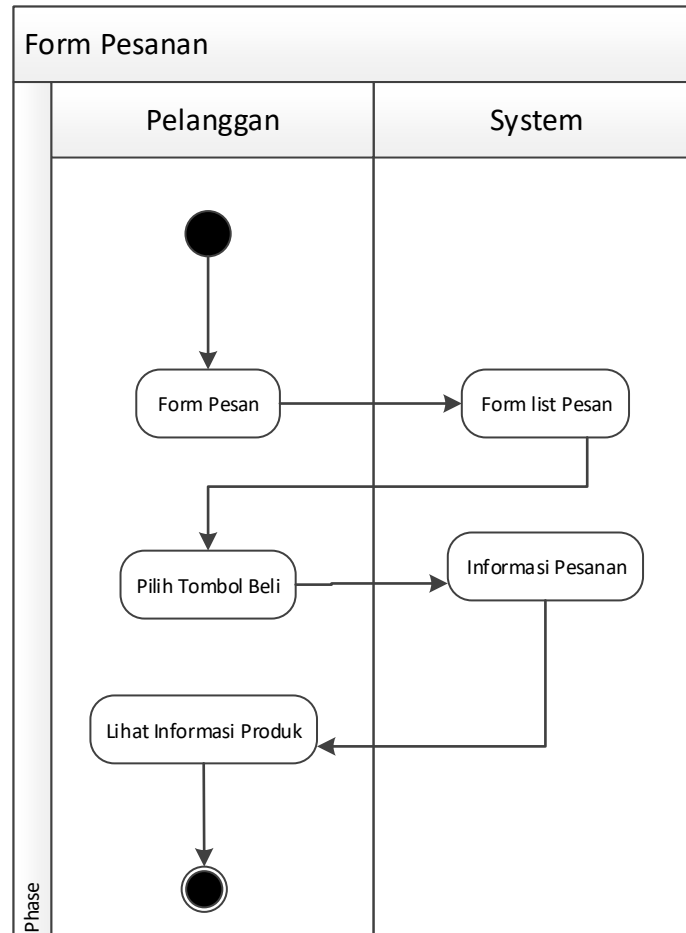 Form Pesanan
Pelanggan
System
Form Pesan
Form list Pesan
Pilih Tombol Beli
Informasi Pesanan
Lihat Informasi Produk
Phase